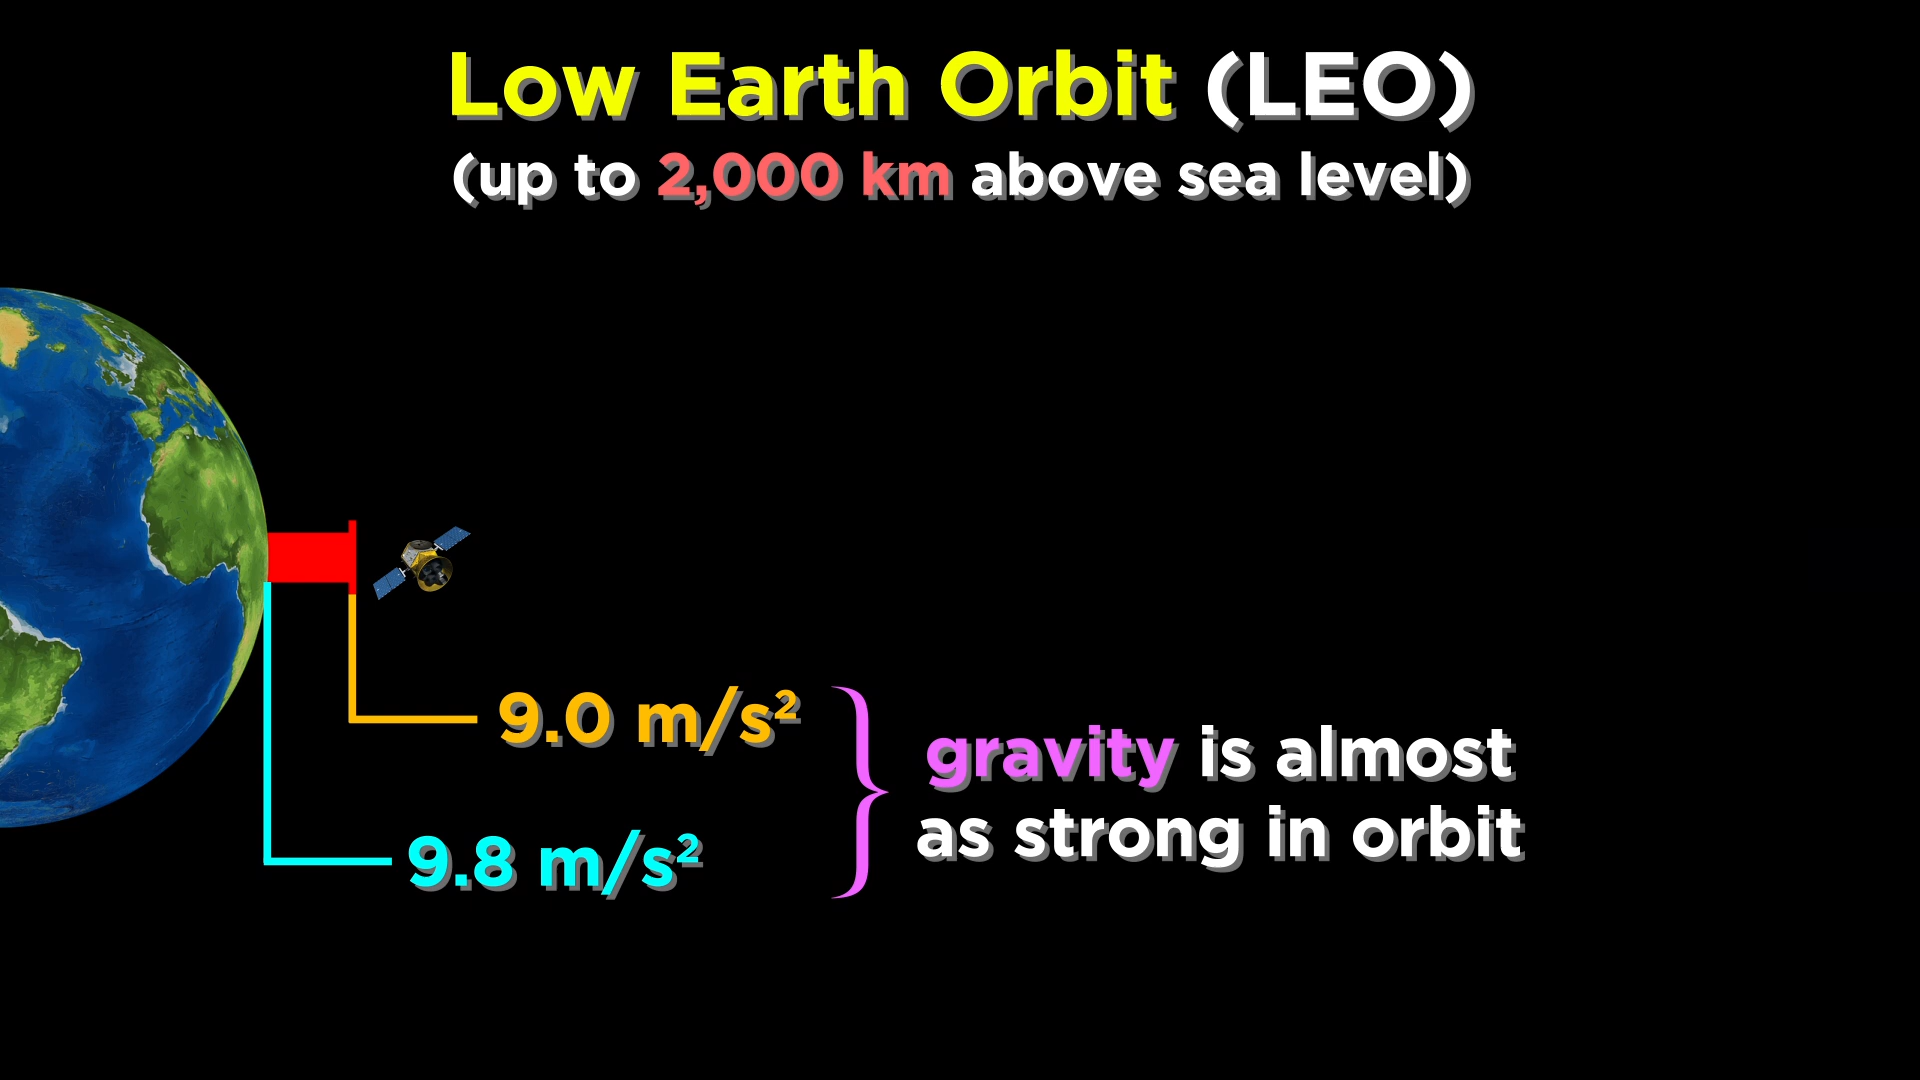 Low Earth Orbit (LEO)
(up to 2,000 km above sea level)
9.0 m/s²
9.8 m/s²
gravity is almost
as strong in orbit